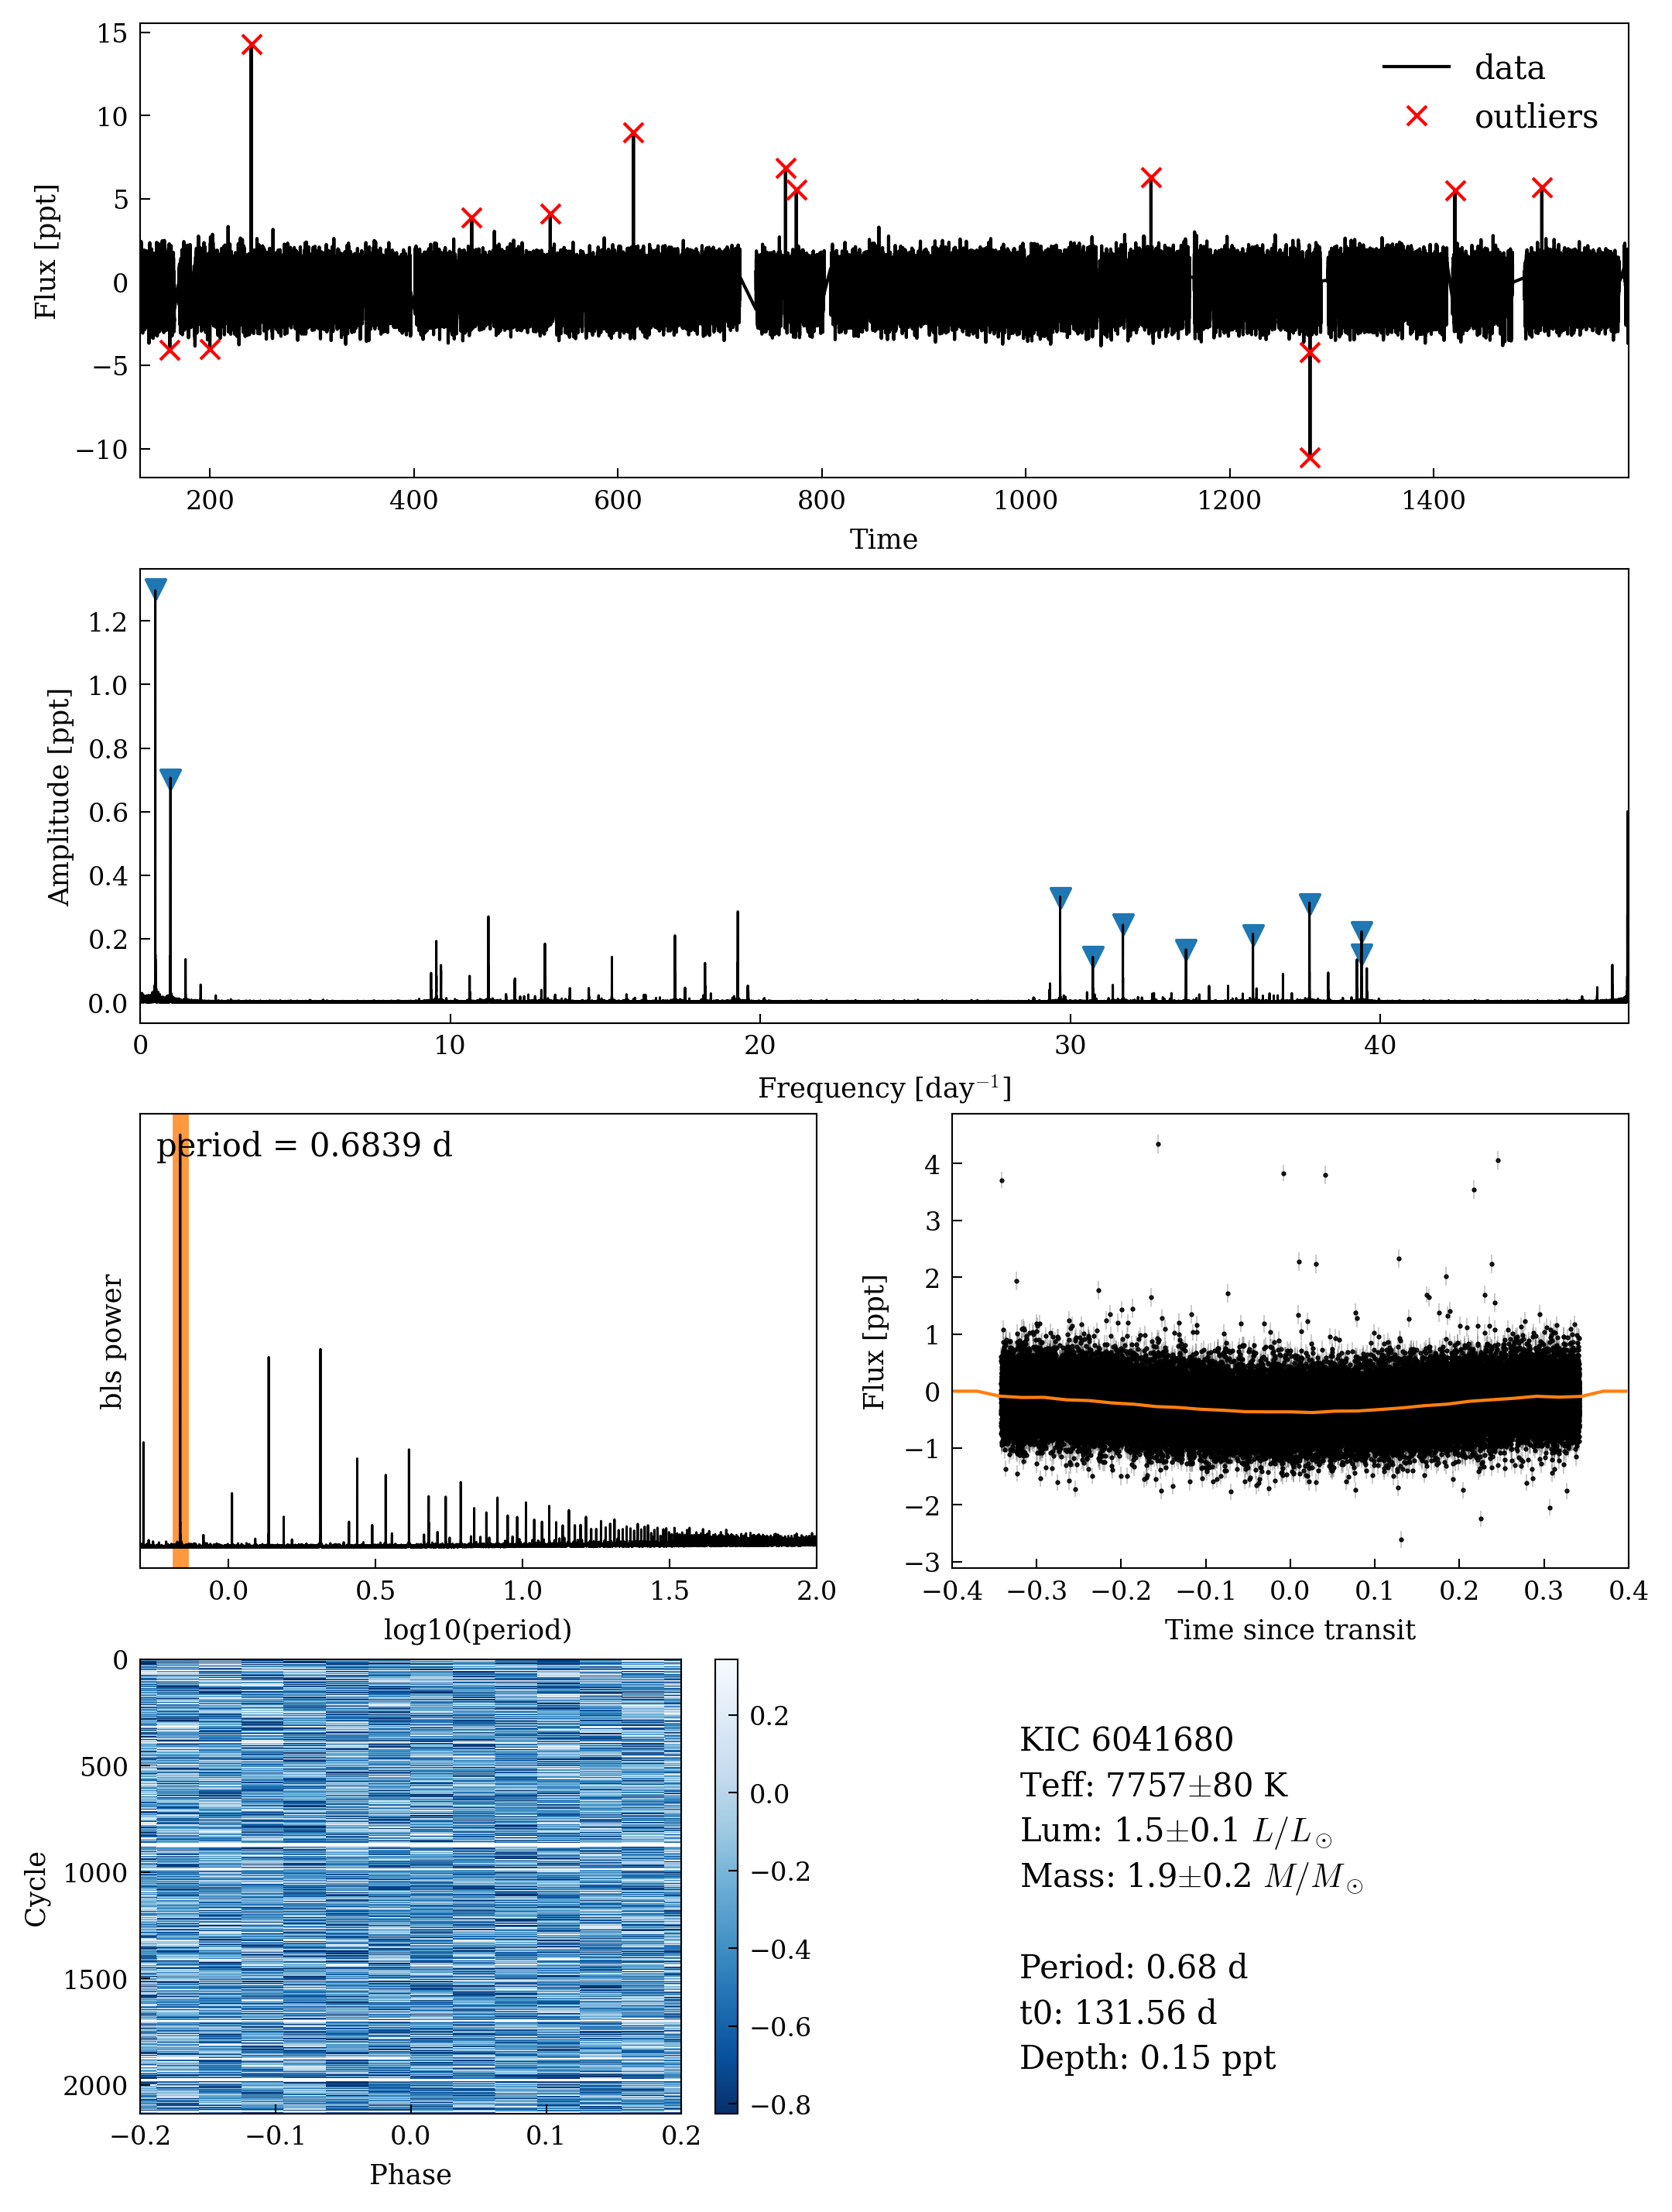 15
10
5
0
−5
−10
Flux [ppt]
data
outliers
200 400 600 800 1000 1200 1400
Time
1.2
1.0
0.8
0.6
0.4
0.2
0.0
Amplitude [ppt]
0 10 20 30 40
Frequency [day⁻¹]
period = 0.6839 d
bls power
0.0 0.5 1.0 1.5 2.0
log10(period)
4
3
2
1
0
−1
−2
−3
Flux [ppt]
−0.4 −0.3 −0.2 −0.1 0.0 0.1 0.2 0.3 0.4
Time since transit
0
500
1000
1500
2000
Cycle
−0.2 −0.1 0.0 0.1 0.2
Phase
0.2
0.0
−0.2
−0.4
−0.6
−0.8
KIC 6041680
Teff: 7757±80 K
Lum: 1.5±0.1 L/L⊙
Mass: 1.9±0.2 M/M⊙
Period: 0.68 d
t0: 131.56 d
Depth: 0.15 ppt